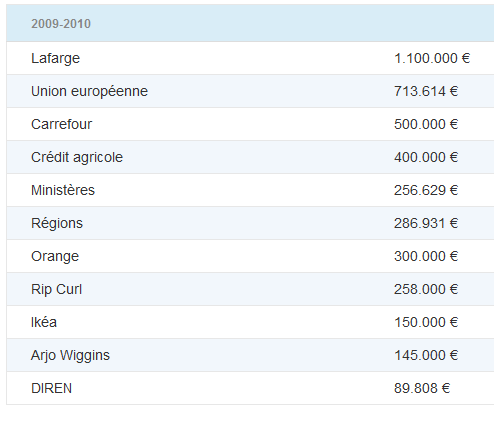 2009-2010
Lafarge 1.100.000 €
Union européenne 713.614 €
Carrefour 500.000 €
Crédit agricole 400.000 €
Ministères 256.629 €
Régions 286.931 €
Orange 300.000 €
Rip Curl 258.000 €
Ikéa 150.000 €
Arjo Wiggins 145.000 €
DIREN 89.808 €